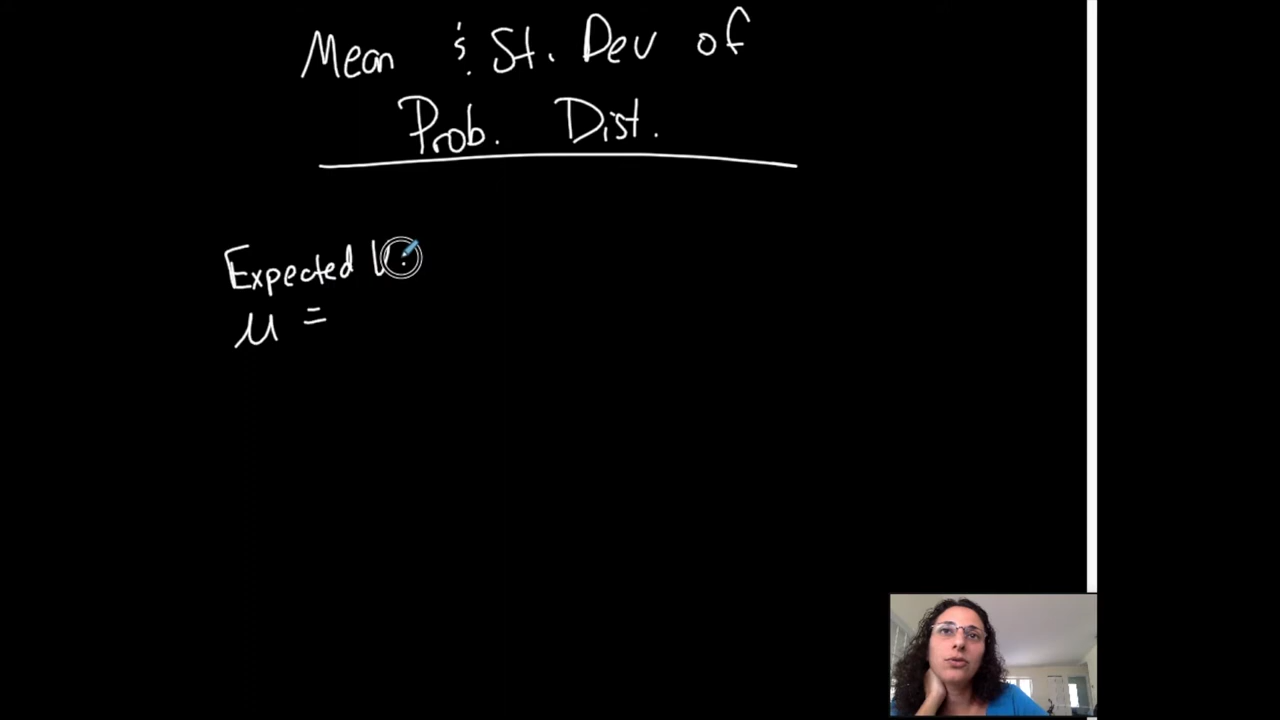 Mean & St. Dev of
Prob. Dist.
Expected
μ =